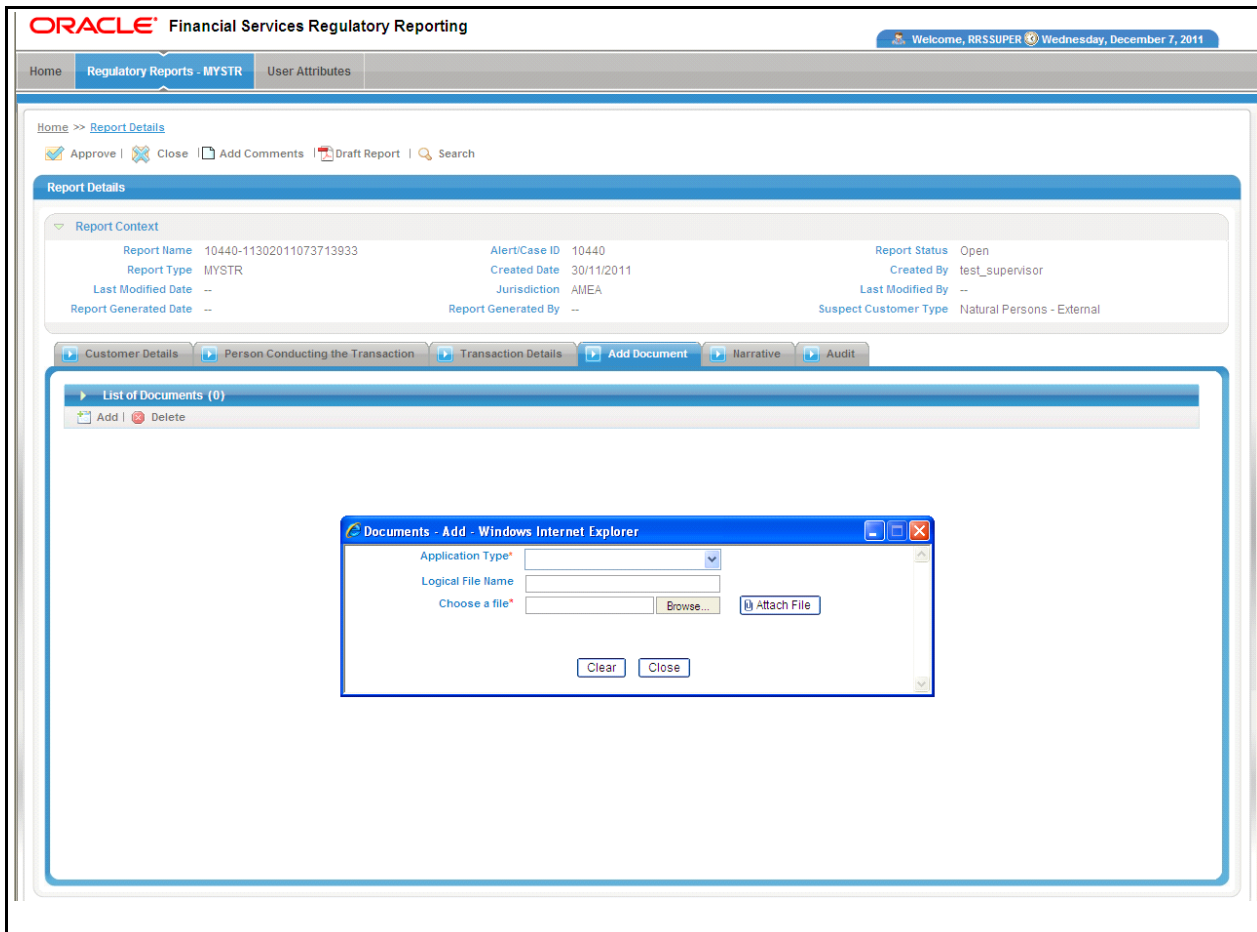 ORACLE Financial Services Regulatory Reporting
Welcome, RRSSUPER Wednesday, December 7, 2011
Home Regulatory Reports - MYSTR User Attributes
Home >> Report Details
Approve | Close | Add Comments | Draft Report | Search
Report Details
Report Context
Report Name 10440-11302011073713933 Alert/Case ID 10440 Report Status Open
Report Type MYSTR Created Date 30/11/2011 Created By test_supervisor
Last Modified Date -- Jurisdiction AMEA Last Modified By --
Report Generated Date -- Report Generated By -- Suspect Customer Type Natural Persons - External
Customer Details Person Conducting the Transaction Transaction Details Add Document Narrative Audit
List of Documents (0)
Add | Delete
Documents - Add - Windows Internet Explorer
Application Type*
Logical File Name
Choose a file* Browse... Attach File
Clear Close